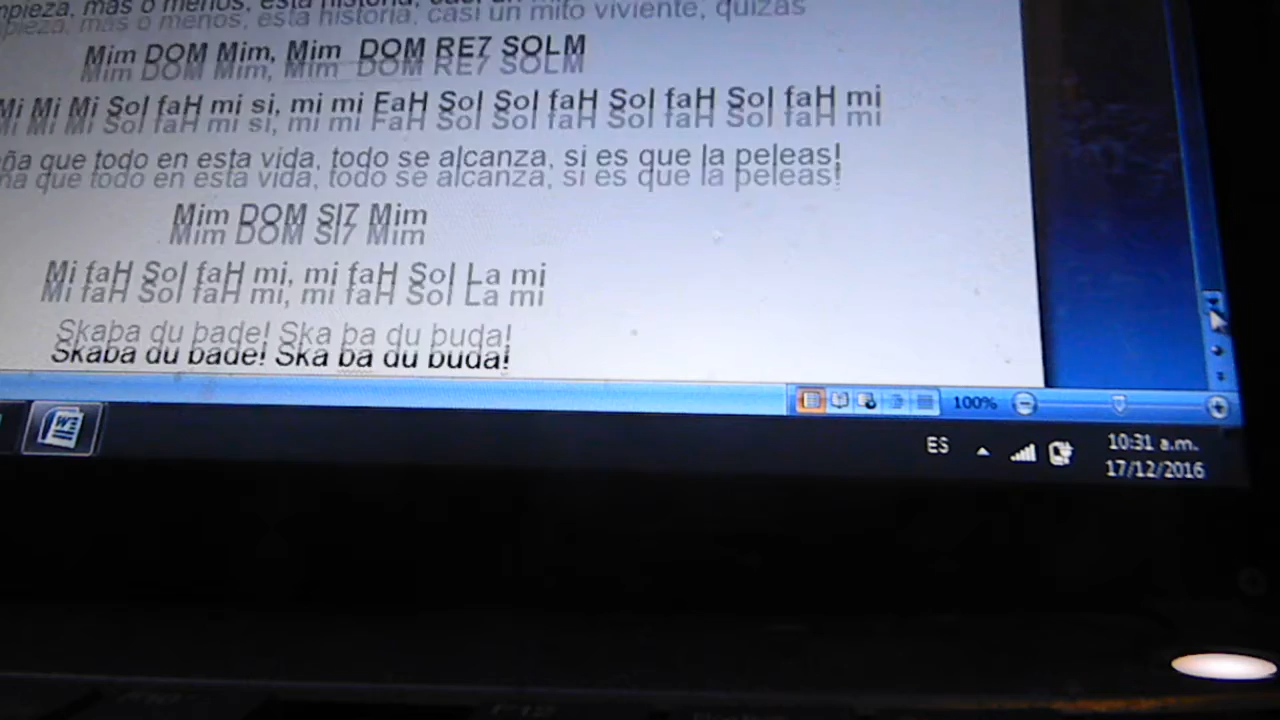 mpieza, más o menos, esta historia, casi un mito viviente, quizás
Mim DOM Mim, Mim DOM RE7 SOLM
Mi Mi Mi Sol faH mi si, mi mi FaH Sol Sol faH Sol faH Sol faH mi
ña que todo en esta vida, todo se alcanza, si es que la peleas!
Mim DOM SI7 Mim
Mi faH Sol faH mi, mi faH Sol La mi
Skaba du bade! Ska ba du buda!
100%
ES
10:31 a.m.
17/12/2016